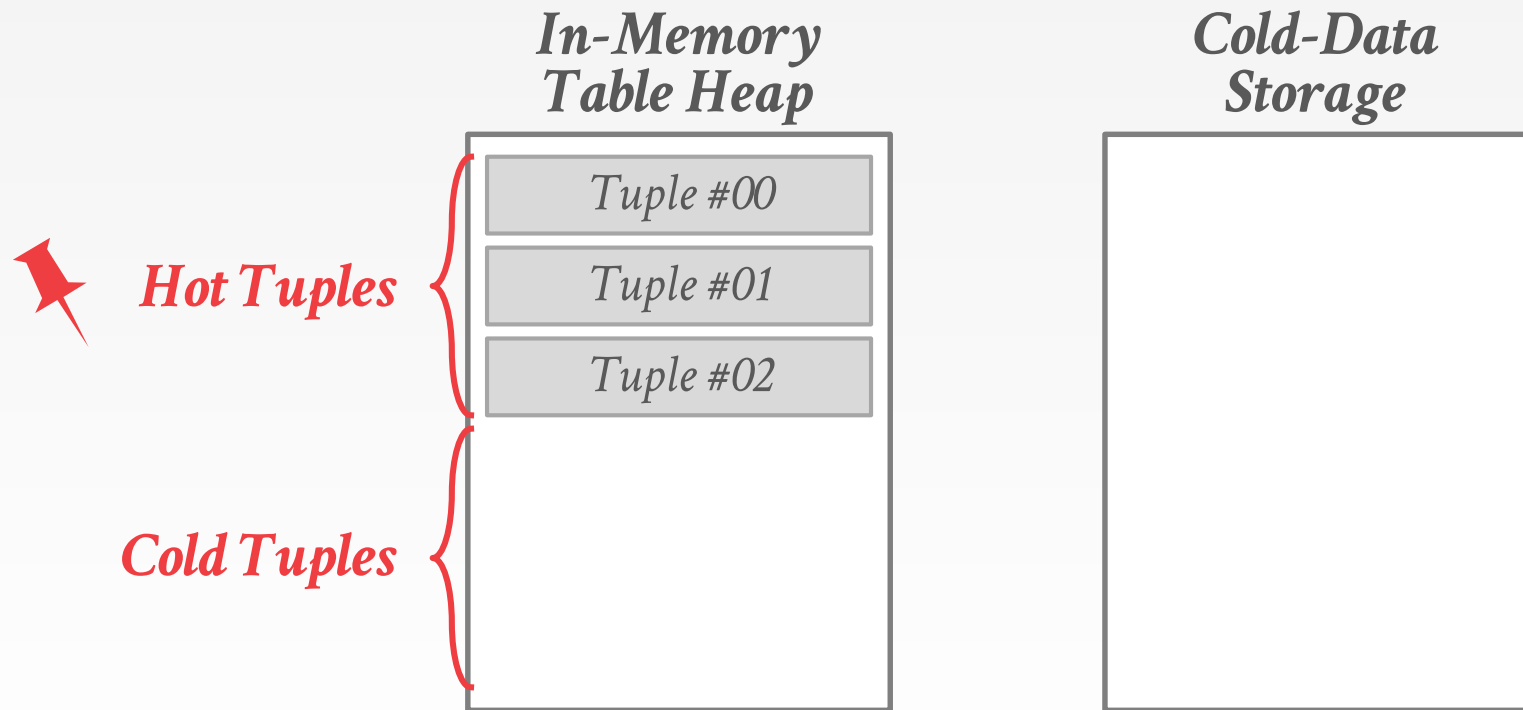 In-Memory
Table Heap
Cold-Data
Storage
Tuple #00
Tuple #01
Tuple #02
Hot Tuples
Cold Tuples